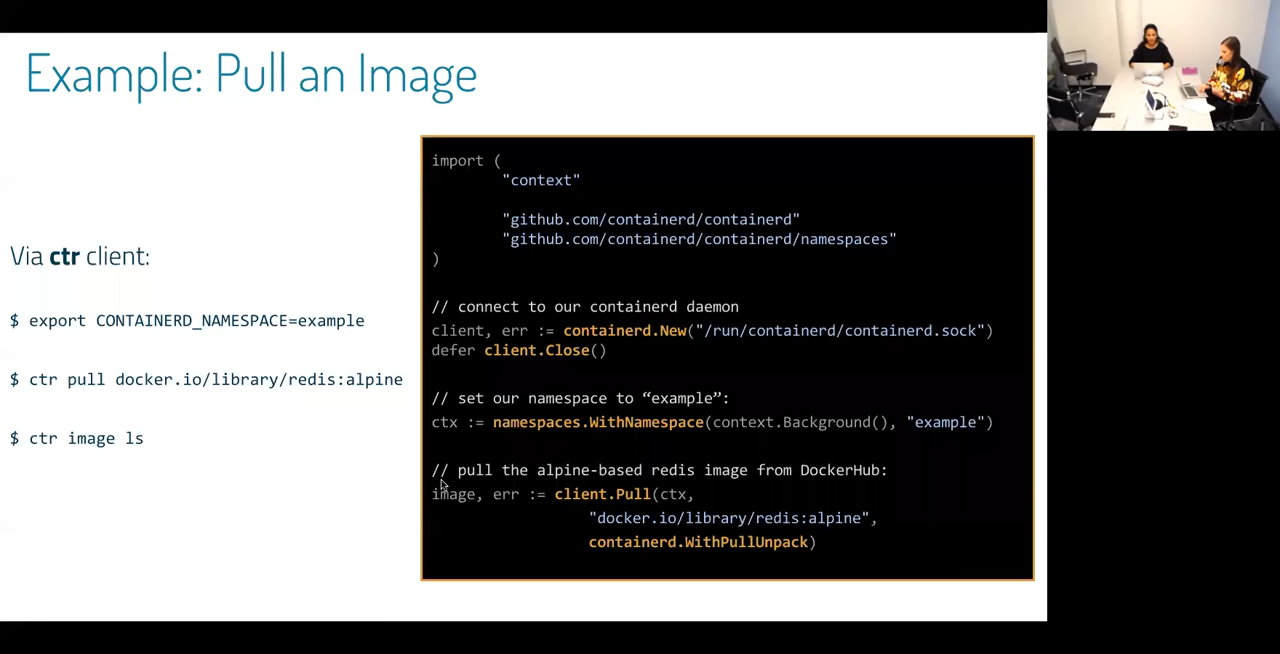 Example: Pull an Image
Via ctr client:
$ export CONTAINERD_NAMESPACE=example
$ ctr pull docker.io/library/redis:alpine
$ ctr image ls
import (
"context"
"github.com/containerd/containerd"
"github.com/containerd/containerd/namespaces"
)
// connect to our containerd daemon
client, err := containerd.New("/run/containerd/containerd.sock")
defer client.Close()
// set our namespace to “example”:
ctx := namespaces.WithNamespace(context.Background(), "example")
// pull the alpine-based redis image from DockerHub:
image, err := client.Pull(ctx,
"docker.io/library/redis:alpine",
containerd.WithPullUnpack)